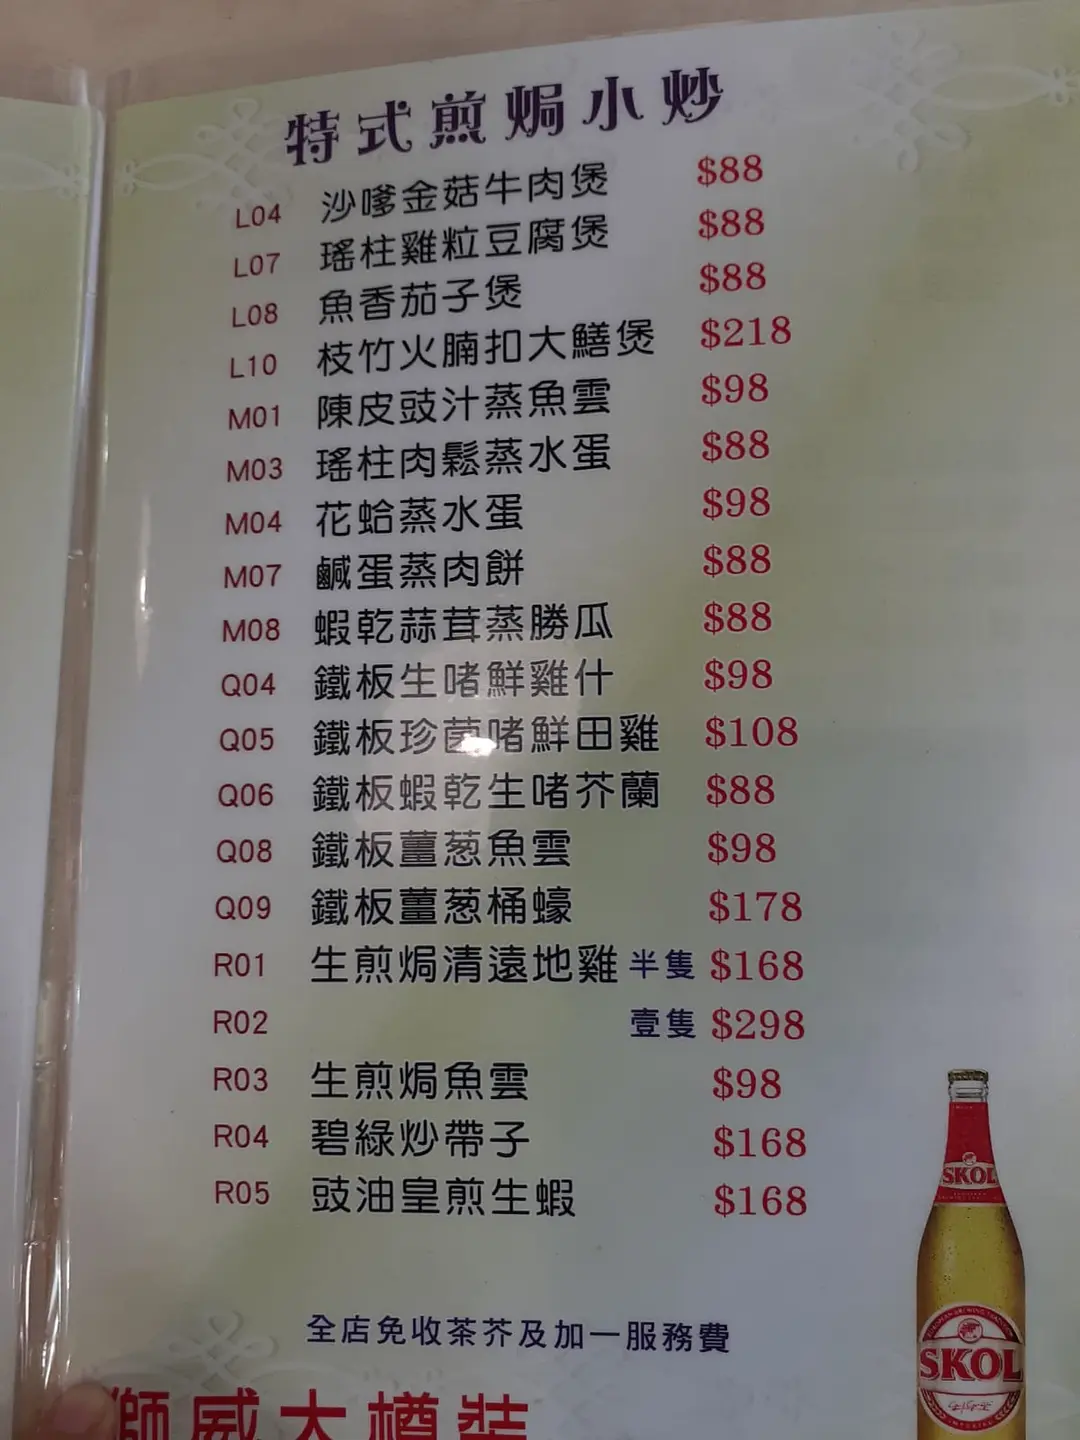 特式煎焗小炒
L04 沙嗲金菇牛肉煲 $88
L07 瑤柱雞粒豆腐煲 $88
L08 魚香茄子煲 $88
L10 枝竹火腩扣大鱔煲 $218
M01 陳皮豉汁蒸魚雲 $98
M03 瑤柱肉鬆蒸水蛋 $88
M04 花蛤蒸水蛋 $98
M07 鹹蛋蒸肉餅 $88
M08 蝦乾蒜茸蒸勝瓜 $88
Q04 鐵板生啫鮮雞什 $98
Q05 鐵板珍菌啫鮮田雞 $108
Q06 鐵板蝦乾生啫芥蘭 $88
Q08 鐵板薑葱魚雲 $98
Q09 鐵板薑葱桶蠔 $178
R01 生煎焗清遠地雞 半隻 $168
R02 壹隻 $298
R03 生煎焗魚雲 $98
R04 碧綠炒帶子 $168
R05 豉油皇煎生蝦 $168
SKOL
全店免收茶芥及加一服務費
SKOL
獅威大樽裝